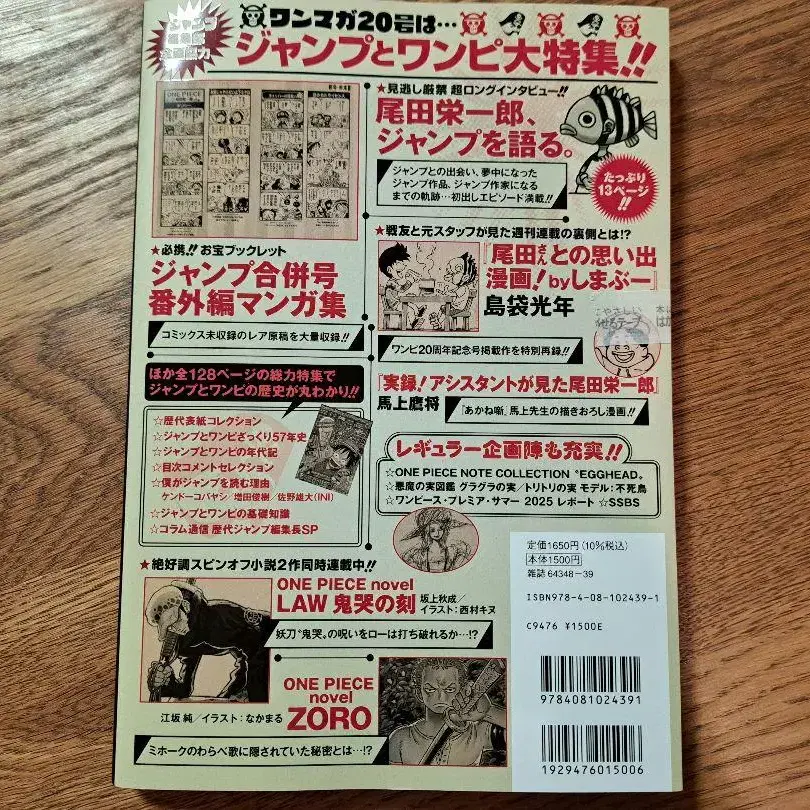 ワンマガ20号は…
ジャンプとワンピ大特集!!
★見逃し厳禁 超ロングインタビュー!!
尾田栄一郎、
ジャンプを語る。
ジャンプとの出会い、夢中になった
ジャンプ作品、ジャンプ作家になる
までの軌跡…初出しエピソード満載!!
たっぷり
13ページ
!!
ONE PIECE
★必携!! お宝ブックレット
ジャンプ合併号
番外編マンガ集
コミックス未収録のレア原稿を大量収録!!
★戦友と元スタッフが見た週刊連載の裏側とは!?
『尾田さんとの思い出
漫画!byしまぶー』
島袋光年
ワンピ20周年記念号掲載作を特別再録!!
『実録!アシスタントが見た尾田栄一郎』
馬上鷹将
『あかね噺』馬上先生の描きおろし漫画!!
ほか全128ページの総力特集で
ジャンプとワンピの歴史が丸わかり!!
☆歴代表紙コレクション
☆ジャンプとワンピざっくり57年史
☆ジャンプとワンピの年代記
☆目次コメントセレクション
☆僕がジャンプを読む理由
ケンドーコバヤシ/増田俊樹/佐野雄大(INI)
☆ジャンプとワンピの基礎知識
☆コラム通信 歴代ジャンプ編集長SP
レギュラー企画陣も充実!!
☆ONE PIECE NOTE COLLECTION "EGGHEAD"
☆悪魔の実図鑑 グラグラの実/トリトリの実 モデル:不死鳥
☆ワンピース・プレミア・サマー 2025 レポート ☆SSBS
★絶好調スピンオフ小説2作同時連載中!!
ONE PIECE novel
LAW 鬼哭の刻
坂上秋成/
イラスト:西村キヌ
妖刀"鬼哭"の呪いをローは打ち破れるか…!?
ONE PIECE
novel
ZORO
江坂 純/イラスト:なかまる
ミホークのわらべ歌に隠されていた秘密とは…!?
定価1650円(10%税込)
本体1500円
雑誌 64348-39
ISBN978-4-08-102439-1
C9476 ¥1500E
9784081024391
1929476015006